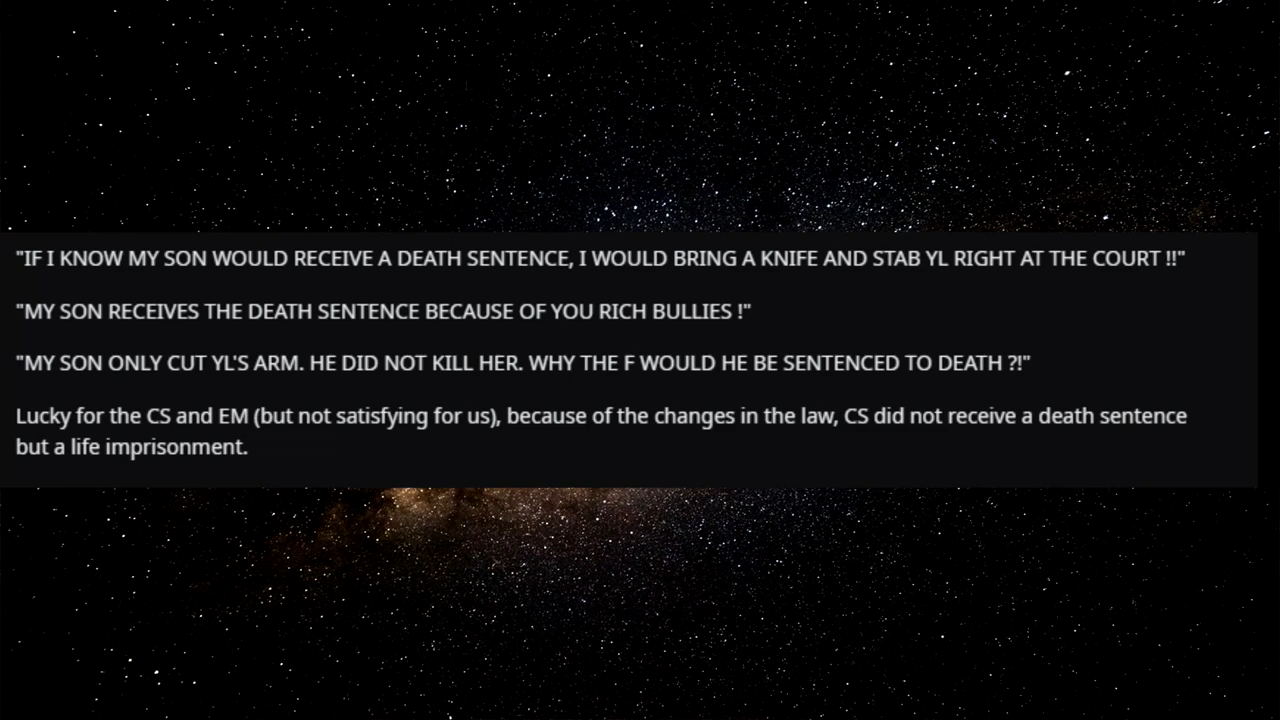 "IF I KNOW MY SON WOULD RECEIVE A DEATH SENTENCE, I WOULD BRING A KNIFE AND STAB YL RIGHT AT THE COURT !!"
"MY SON RECEIVES THE DEATH SENTENCE BECAUSE OF YOU RICH BULLIES !"
"MY SON ONLY CUT YL'S ARM. HE DID NOT KILL HER. WHY THE F WOULD HE BE SENTENCED TO DEATH ?!"
Lucky for the CS and EM (but not satisfying for us), because of the changes in the law, CS did not receive a death sentence
but a life imprisonment.